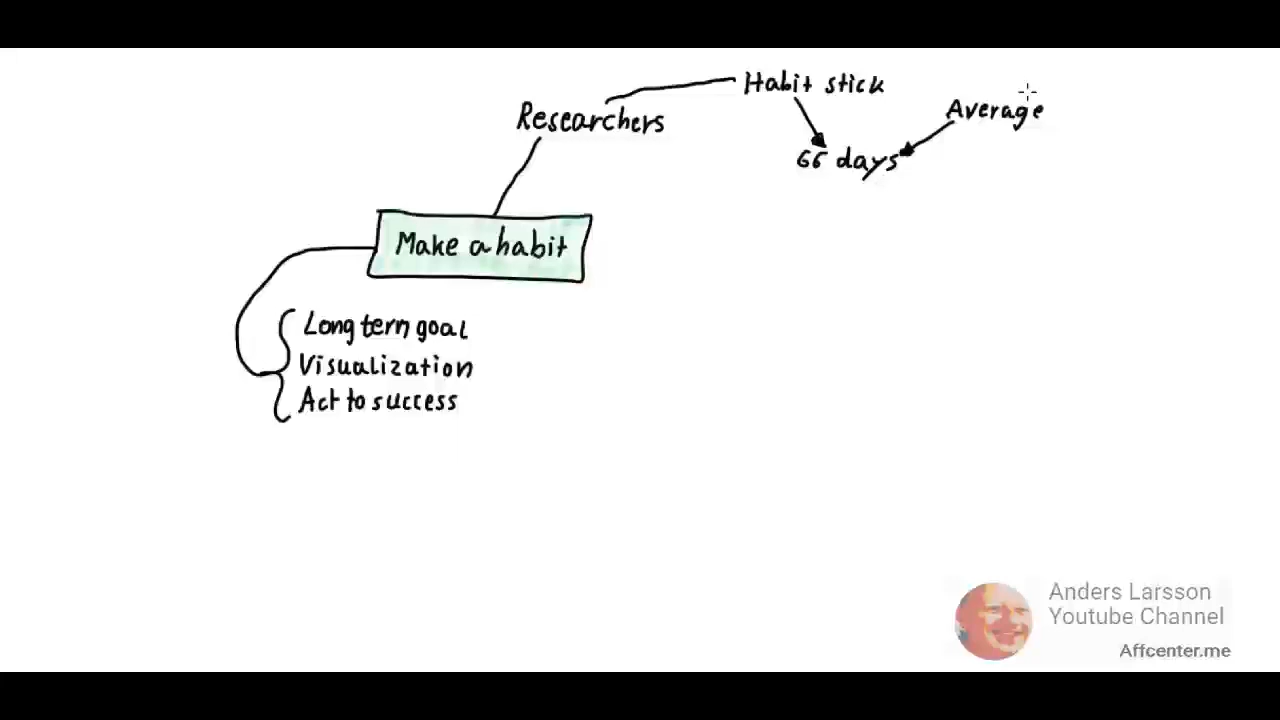 Habit stick
Researchers
Average
66 days
Make a habit
Long term goal
Visualization
Act to success
Anders Larsson
Youtube Channel
Affcenter.me